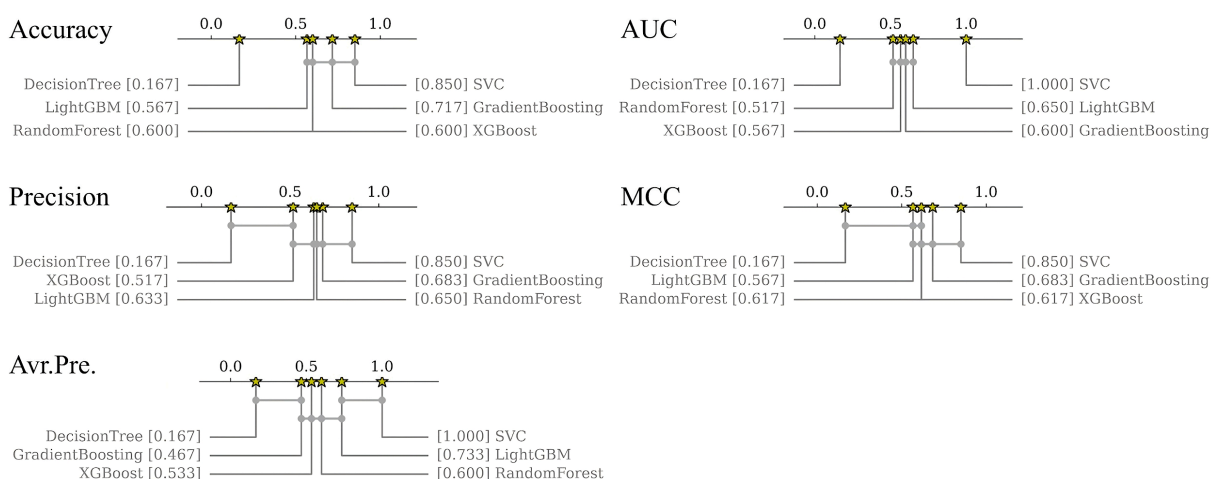 Accuracy
0.0 0.5 1.0
DecisionTree [0.167] [0.850] SVC
LightGBM [0.567] [0.717] GradientBoosting
RandomForest [0.600] [0.600] XGBoost
AUC
0.0 0.5 1.0
DecisionTree [0.167] [1.000] SVC
RandomForest [0.517] [0.650] LightGBM
XGBoost [0.567] [0.600] GradientBoosting
Precision
0.0 0.5 1.0
DecisionTree [0.167] [0.850] SVC
XGBoost [0.517] [0.683] GradientBoosting
LightGBM [0.633] [0.650] RandomForest
MCC
0.0 0.5 1.0
DecisionTree [0.167] [0.850] SVC
LightGBM [0.567] [0.683] GradientBoosting
RandomForest [0.617] [0.617] XGBoost
Avr.Pre.
0.0 0.5 1.0
DecisionTree [0.167] [1.000] SVC
GradientBoosting [0.467] [0.733] LightGBM
XGBoost [0.533] [0.600] RandomForest